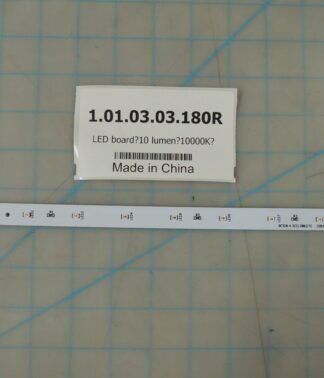 1.01.03.03.180R
LED board?10 lumen?10000K?
Made in China